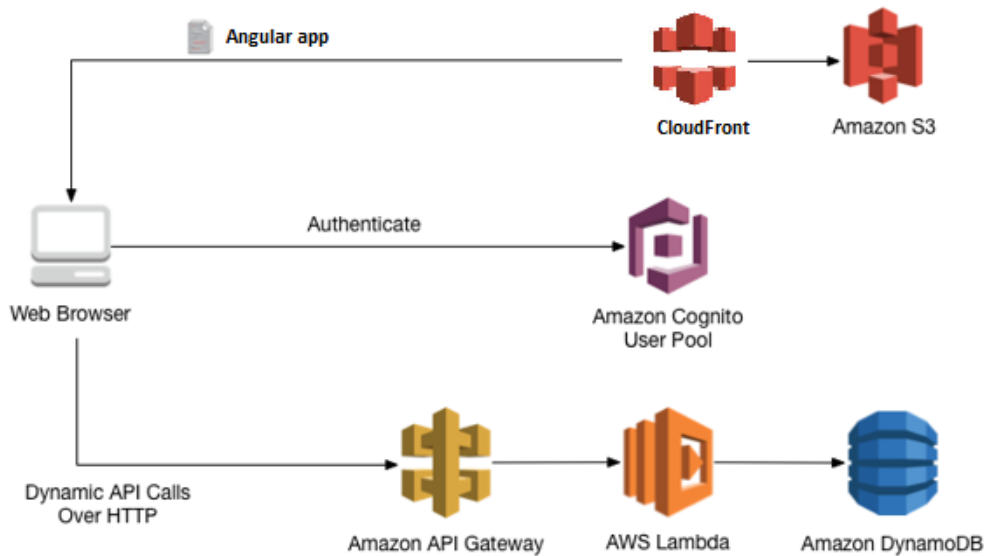 Angular app
CloudFront
Amazon S3
Authenticate
Web Browser
Amazon Cognito
User Pool
Dynamic API Calls
Over HTTP
Amazon API Gateway
AWS Lambda
Amazon DynamoDB